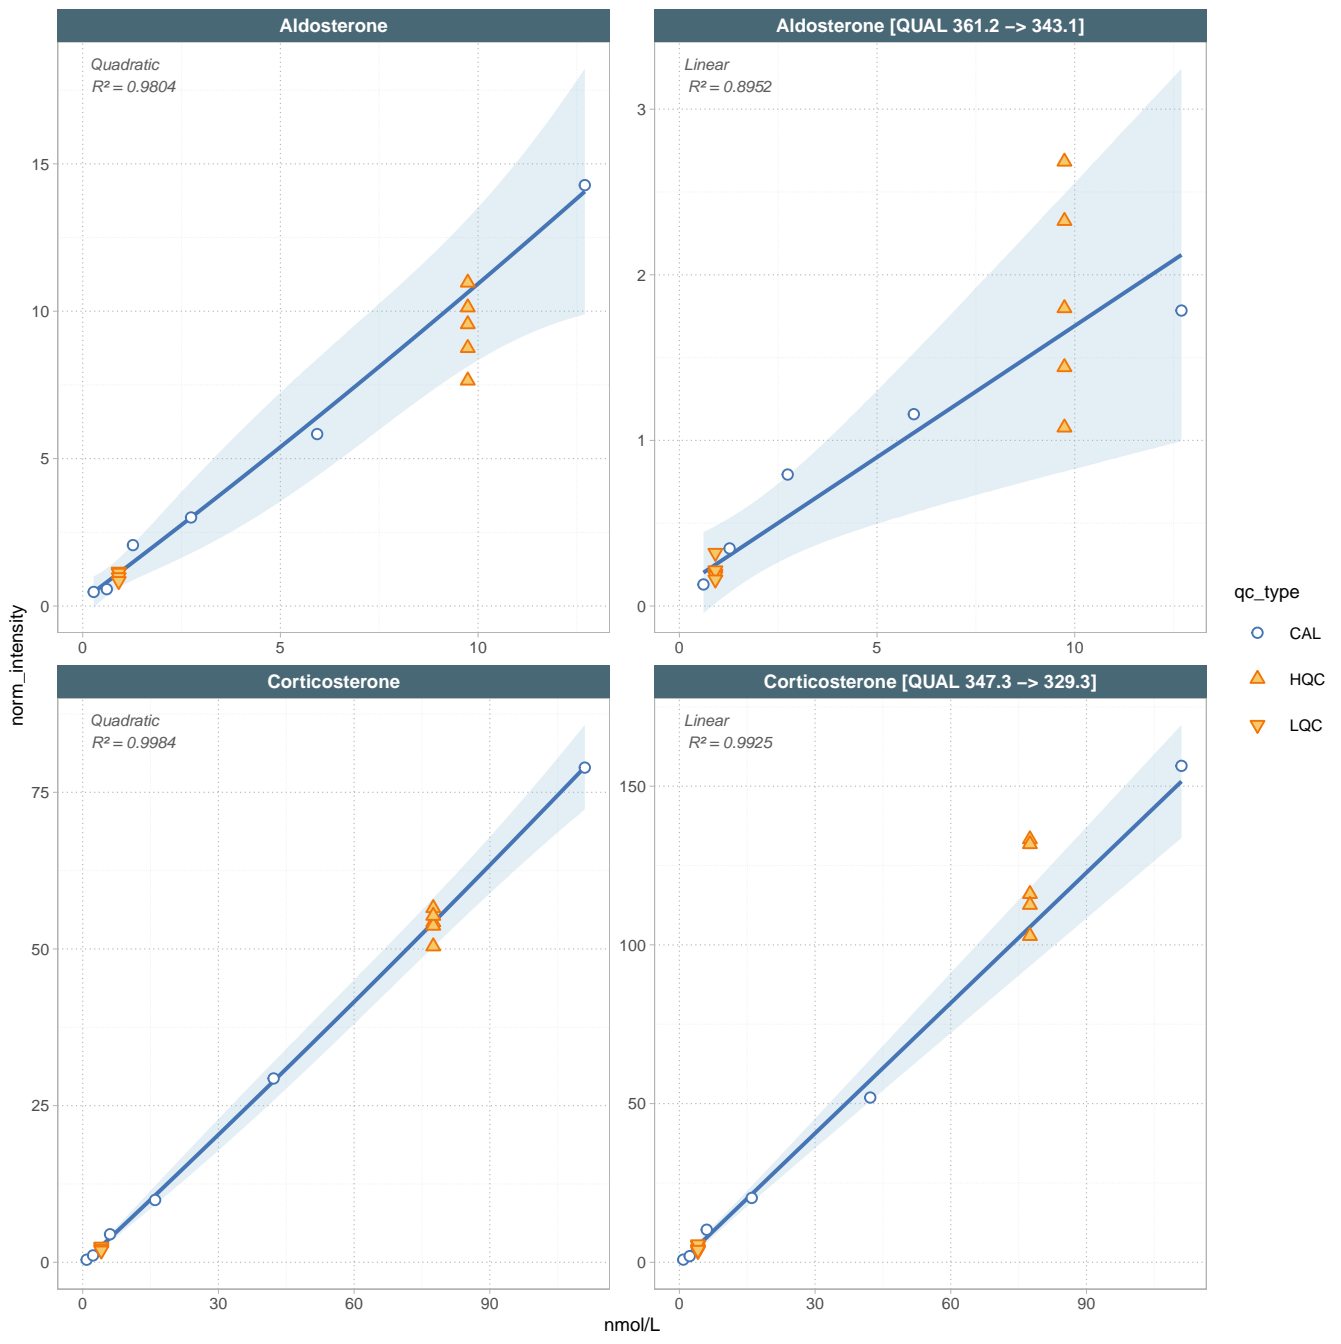 Aldosterone
Quadratic
R² = 0.9804
15
10
5
0
0 5 10
Aldosterone [QUAL 361.2 –> 343.1]
Linear
R² = 0.8952
3
2
1
0
0 5 10
Corticosterone
Quadratic
R² = 0.9984
75
50
25
0
0 30 60 90
Corticosterone [QUAL 347.3 –> 329.3]
Linear
R² = 0.9925
150
100
50
0
0 30 60 90
norm_intensity
nmol/L
qc_type
CAL
HQC
LQC